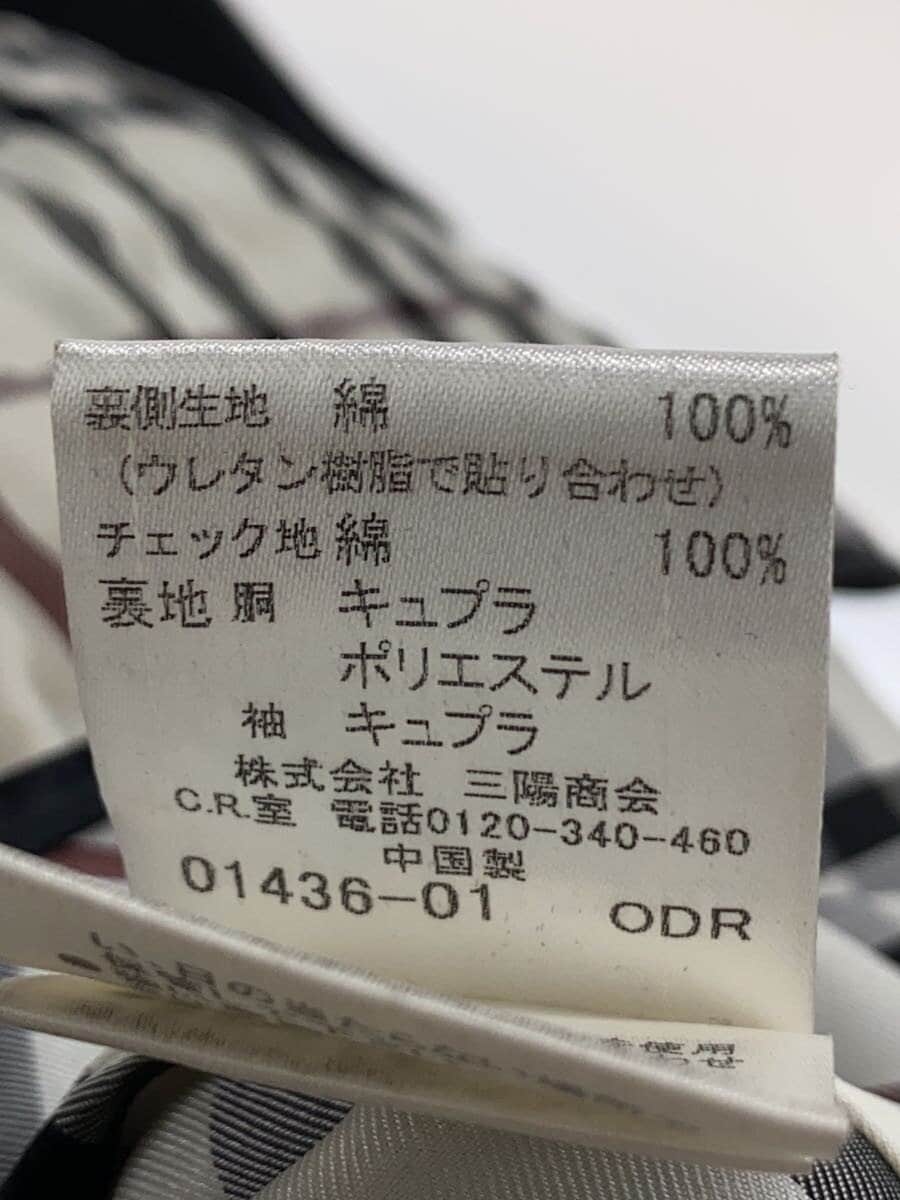 裏側生地 綿 100%
(ウレタン樹脂で貼り合わせ)
チェック地 綿 100%
裏地 胴 キュプラ
ポリエステル
袖 キュプラ
株式会社 三陽商会
C.R.室 電話0120-340-460
中国製
01436-01 ODR
使用